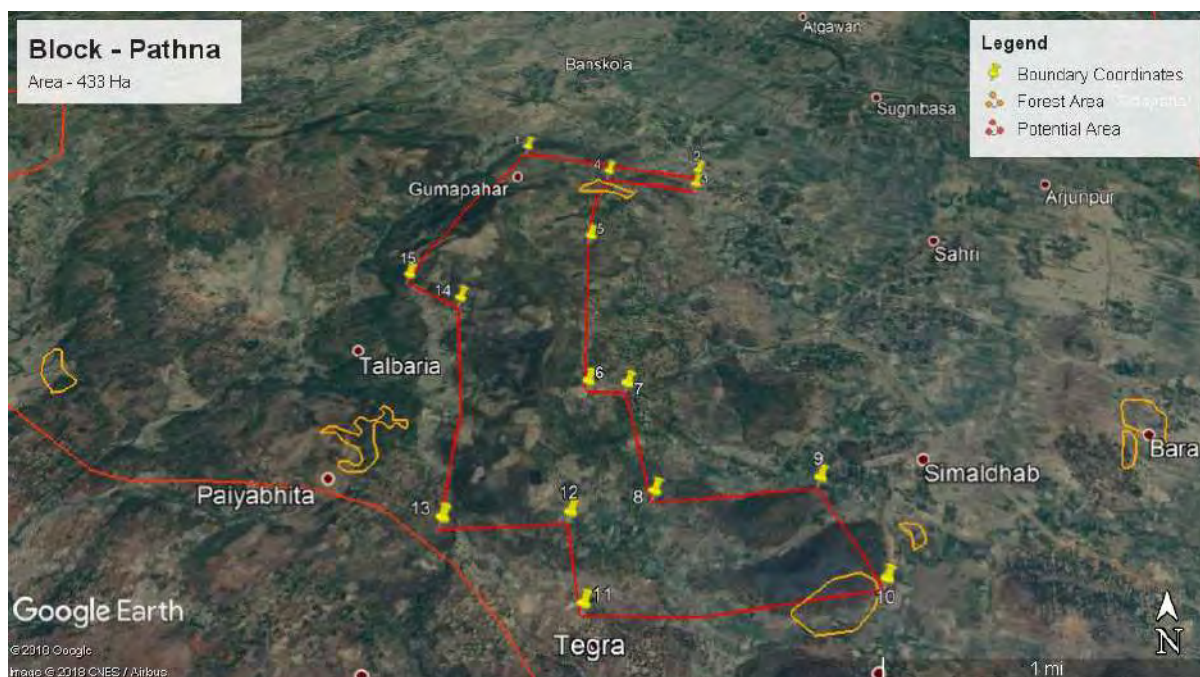 Block - Pathna
Area - 433 Ha
Legend
Boundary Coordinates
Forest Area
Potential Area
Atgawan
Banskola
Sugnibasa
1
4
2
3
Gumapahar
Arjunpur
5
Sahri
15
14
Talbaria
6
7
Bara
9
Simaldhab
Paiyabhita
8
12
13
10
11
Google Earth
Tegra
N
1 mi
Image © 2018 CNES / Airbus